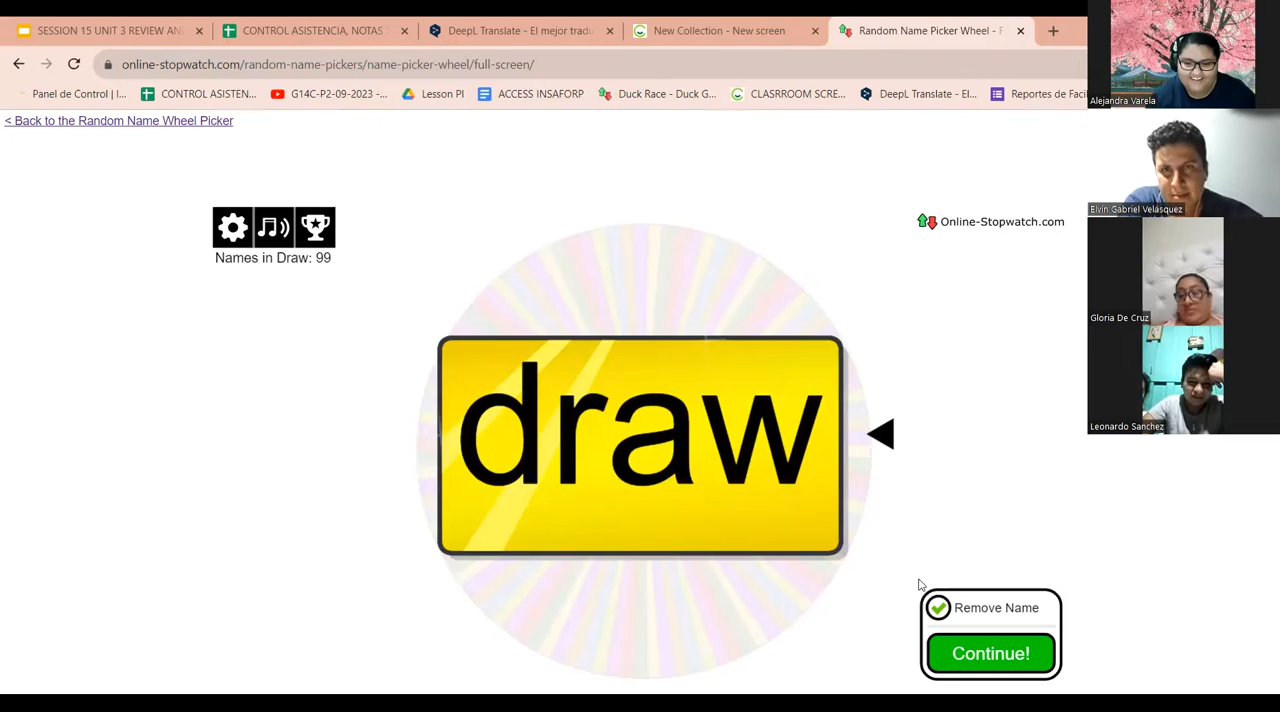 SESSION 15 UNIT 3 REVIEW AN
CONTROL ASISTENCIA, NOTAS
DeepL Translate - El mejor tradu
New Collection - New screen
Random Name Picker Wheel - F
online-stopwatch.com/random-name-pickers/name-picker-wheel/full-screen/
Panel de Control | I...
CONTROL ASISTEN...
G14C-P2-09-2023 -...
Lesson Pl
ACCESS INSAFORP
Duck Race - Duck G...
CLASRROOM SCRE...
DeepL Translate - El...
Reportes de Facil
< Back to the Random Name Wheel Picker
Names in Draw: 99
Online-Stopwatch.com
draw
Remove Name
Continue!
Alejandra Varela
Elvin Gabriel Velásquez
Gloria De Cruz
Leonardo Sanchez